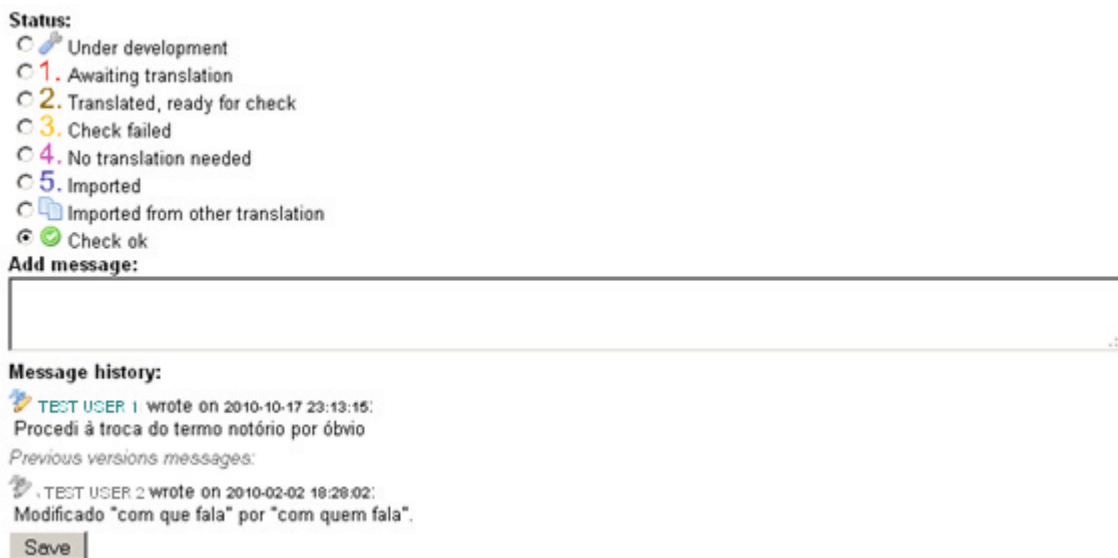 Status:
Under development
1. Awaiting translation
2. Translated, ready for check
3. Check failed
4. No translation needed
5. Imported
Imported from other translation
Check ok
Add message:
Message history:
TEST USER 1 wrote on 2010-10-17 23:13:15:
Procedi à troca do termo notório por óbvio
Previous versions messages:
TEST USER 2 wrote on 2010-02-02 18:28:02:
Modificado "com que fala" por "com quem fala".
Save